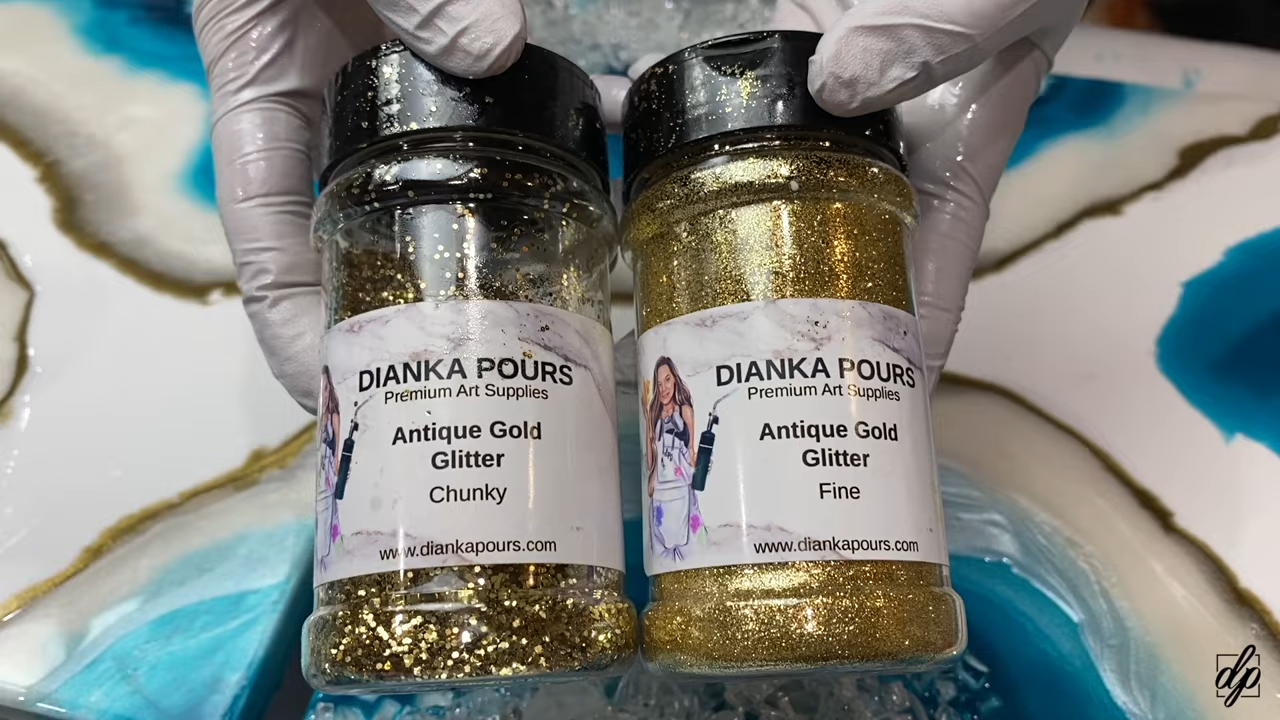 DIANKA POURS
Premium Art Supplies
Antique Gold
Glitter
Chunky
www.diankapours.com
DIANKA POURS
Premium Art Supplies
Antique Gold
Glitter
Fine
www.diankapours.com
dp